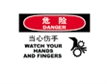 危险
DANGER
当心伤手
WATCH YOUR
HANDS
AND FINGERS